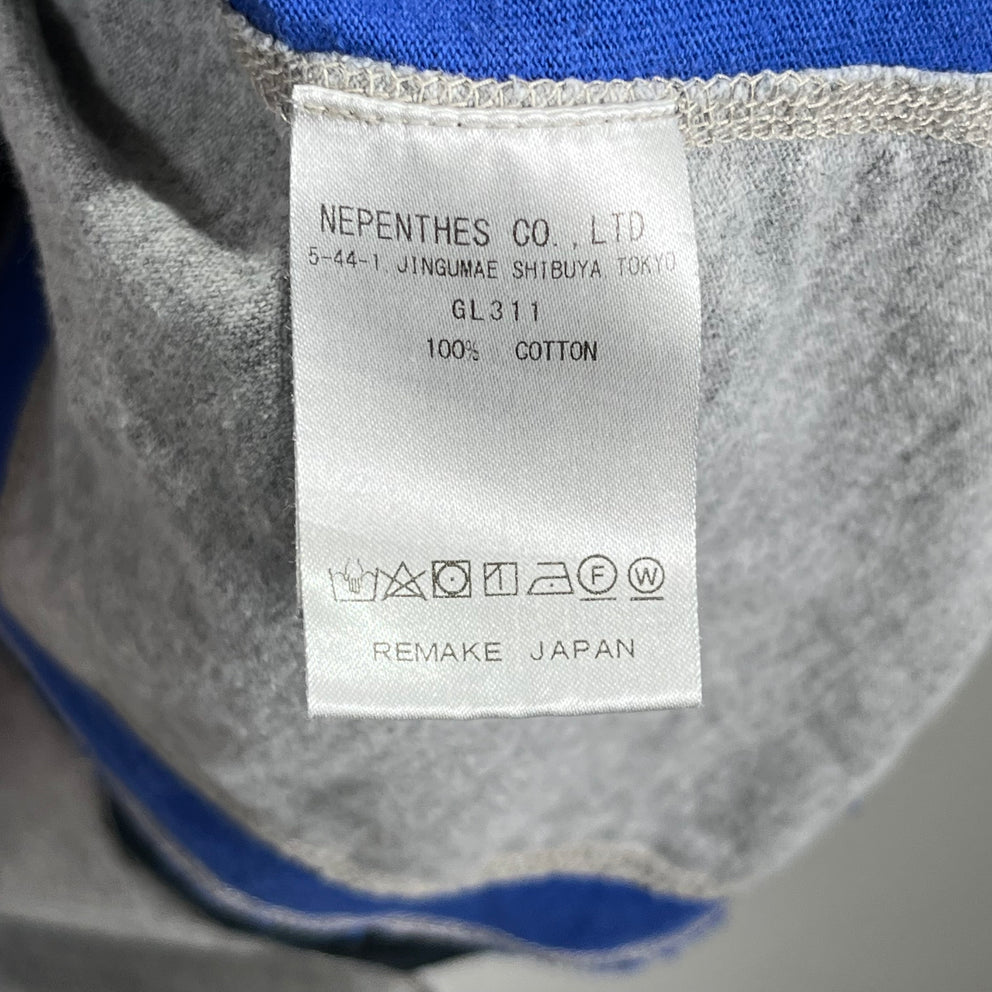 NEPENTHES CO.,LTD
5-44-1,JINGUMAE SHIBUYA,TOKYO
GL311
100% COTTON
F W
REMAKE JAPAN